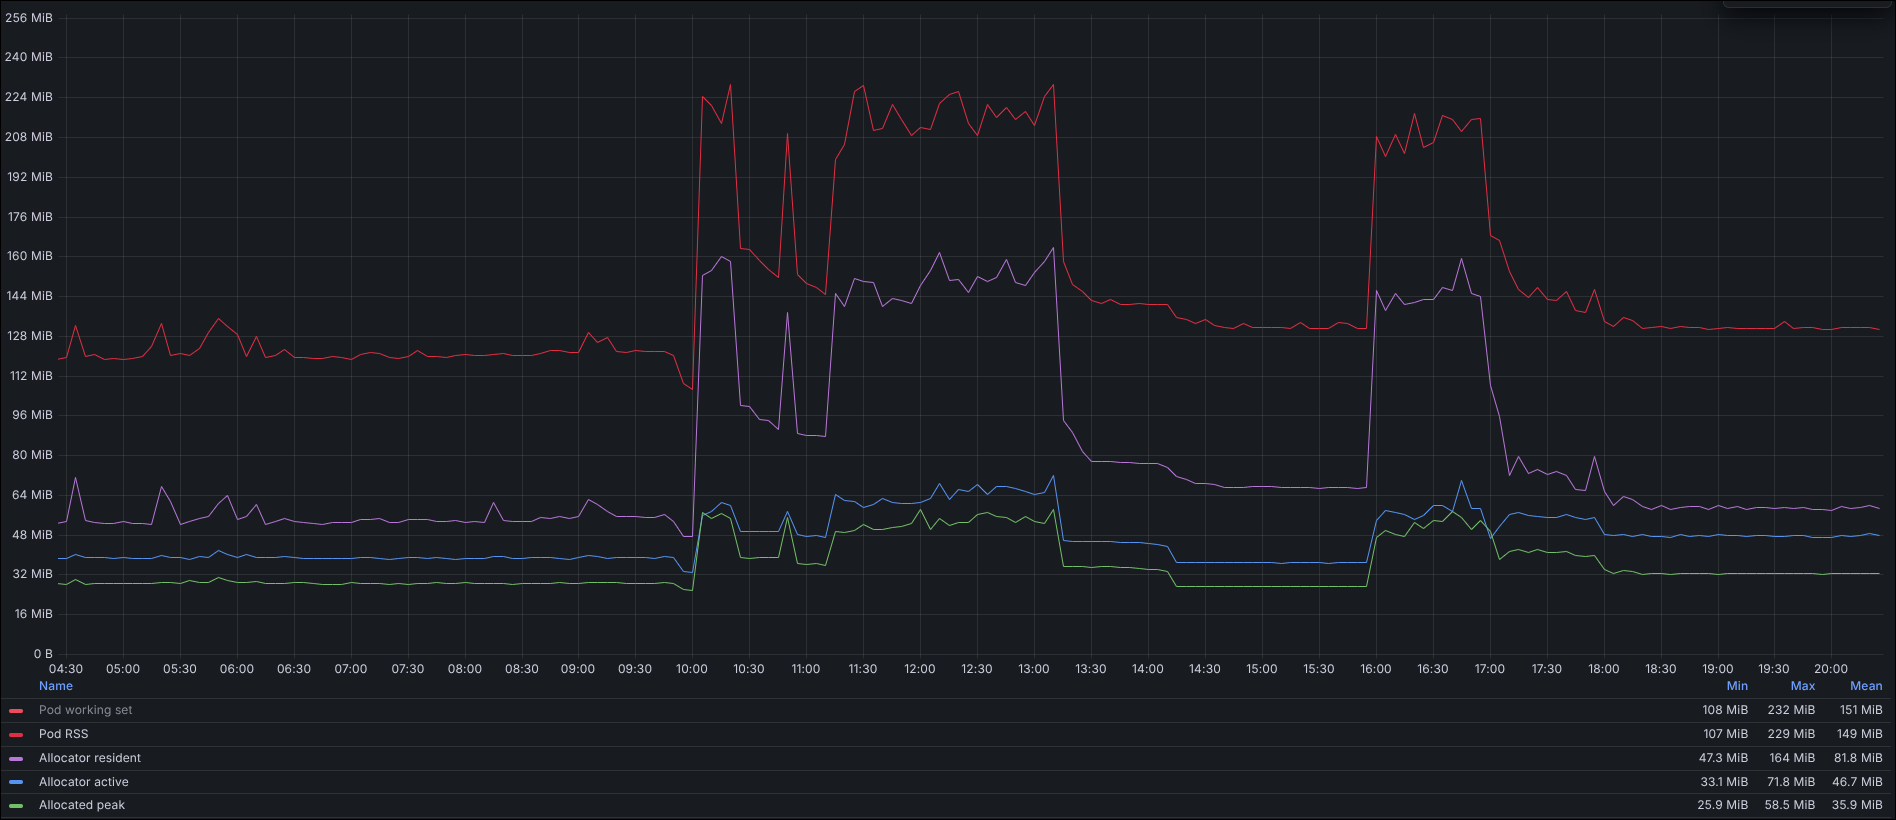 256 MiB
240 MiB
224 MiB
208 MiB
192 MiB
176 MiB
160 MiB
144 MiB
128 MiB
112 MiB
96 MiB
80 MiB
64 MiB
48 MiB
32 MiB
16 MiB
0 B
04:30 05:00 05:30 06:00 06:30 07:00 07:30 08:00 08:30 09:00 09:30 10:00 10:30 11:00 11:30 12:00 12:30 13:00 13:30 14:00 14:30 15:00 15:30 16:00 16:30 17:00 17:30 18:00 18:30 19:00 19:30 20:00
Name Min Max Mean
Pod working set 108 MiB 232 MiB 151 MiB
Pod RSS 107 MiB 229 MiB 149 MiB
Allocator resident 47.3 MiB 164 MiB 81.8 MiB
Allocator active 33.1 MiB 71.8 MiB 46.7 MiB
Allocated peak 25.9 MiB 58.5 MiB 35.9 MiB